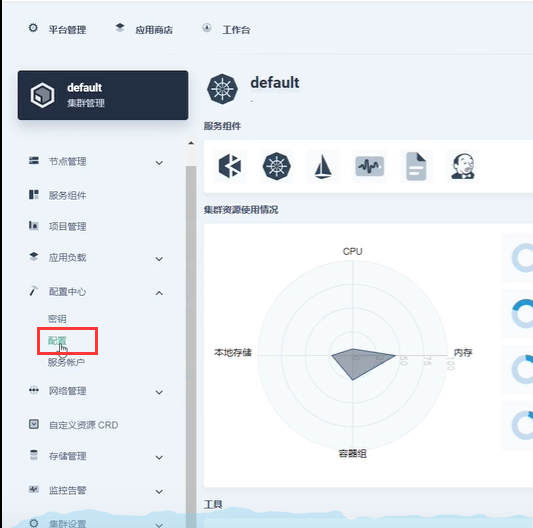 平台管理 应用商店 工作台
default
集群管理
节点管理
服务组件
项目管理
应用负载
配置中心
密钥
配置
服务帐户
网络管理
自定义资源 CRD
存储管理
监控告警
集群设置
default
-
服务组件
集群资源使用情况
CPU
本地存储
0 25 50 75 100
内存
容器组
工具